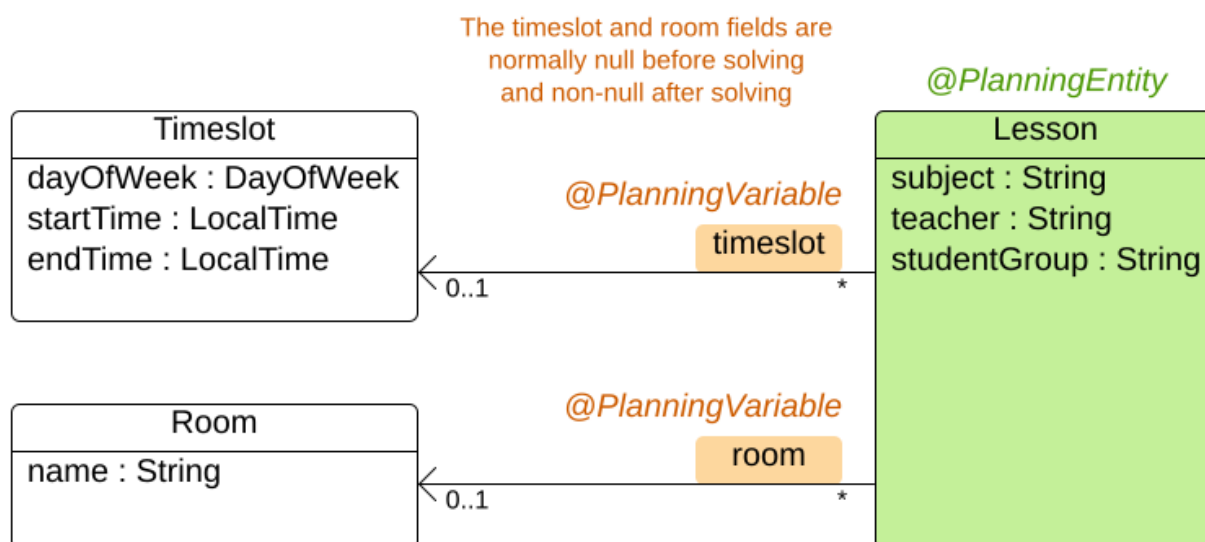 The timeslot and room fields are
normally null before solving
and non-null after solving
@PlanningEntity
Timeslot
dayOfWeek : DayOfWeek
startTime : LocalTime
endTime : LocalTime
@PlanningVariable
timeslot
0..1
*
Lesson
subject : String
teacher : String
studentGroup : String
Room
name : String
@PlanningVariable
room
0..1
*